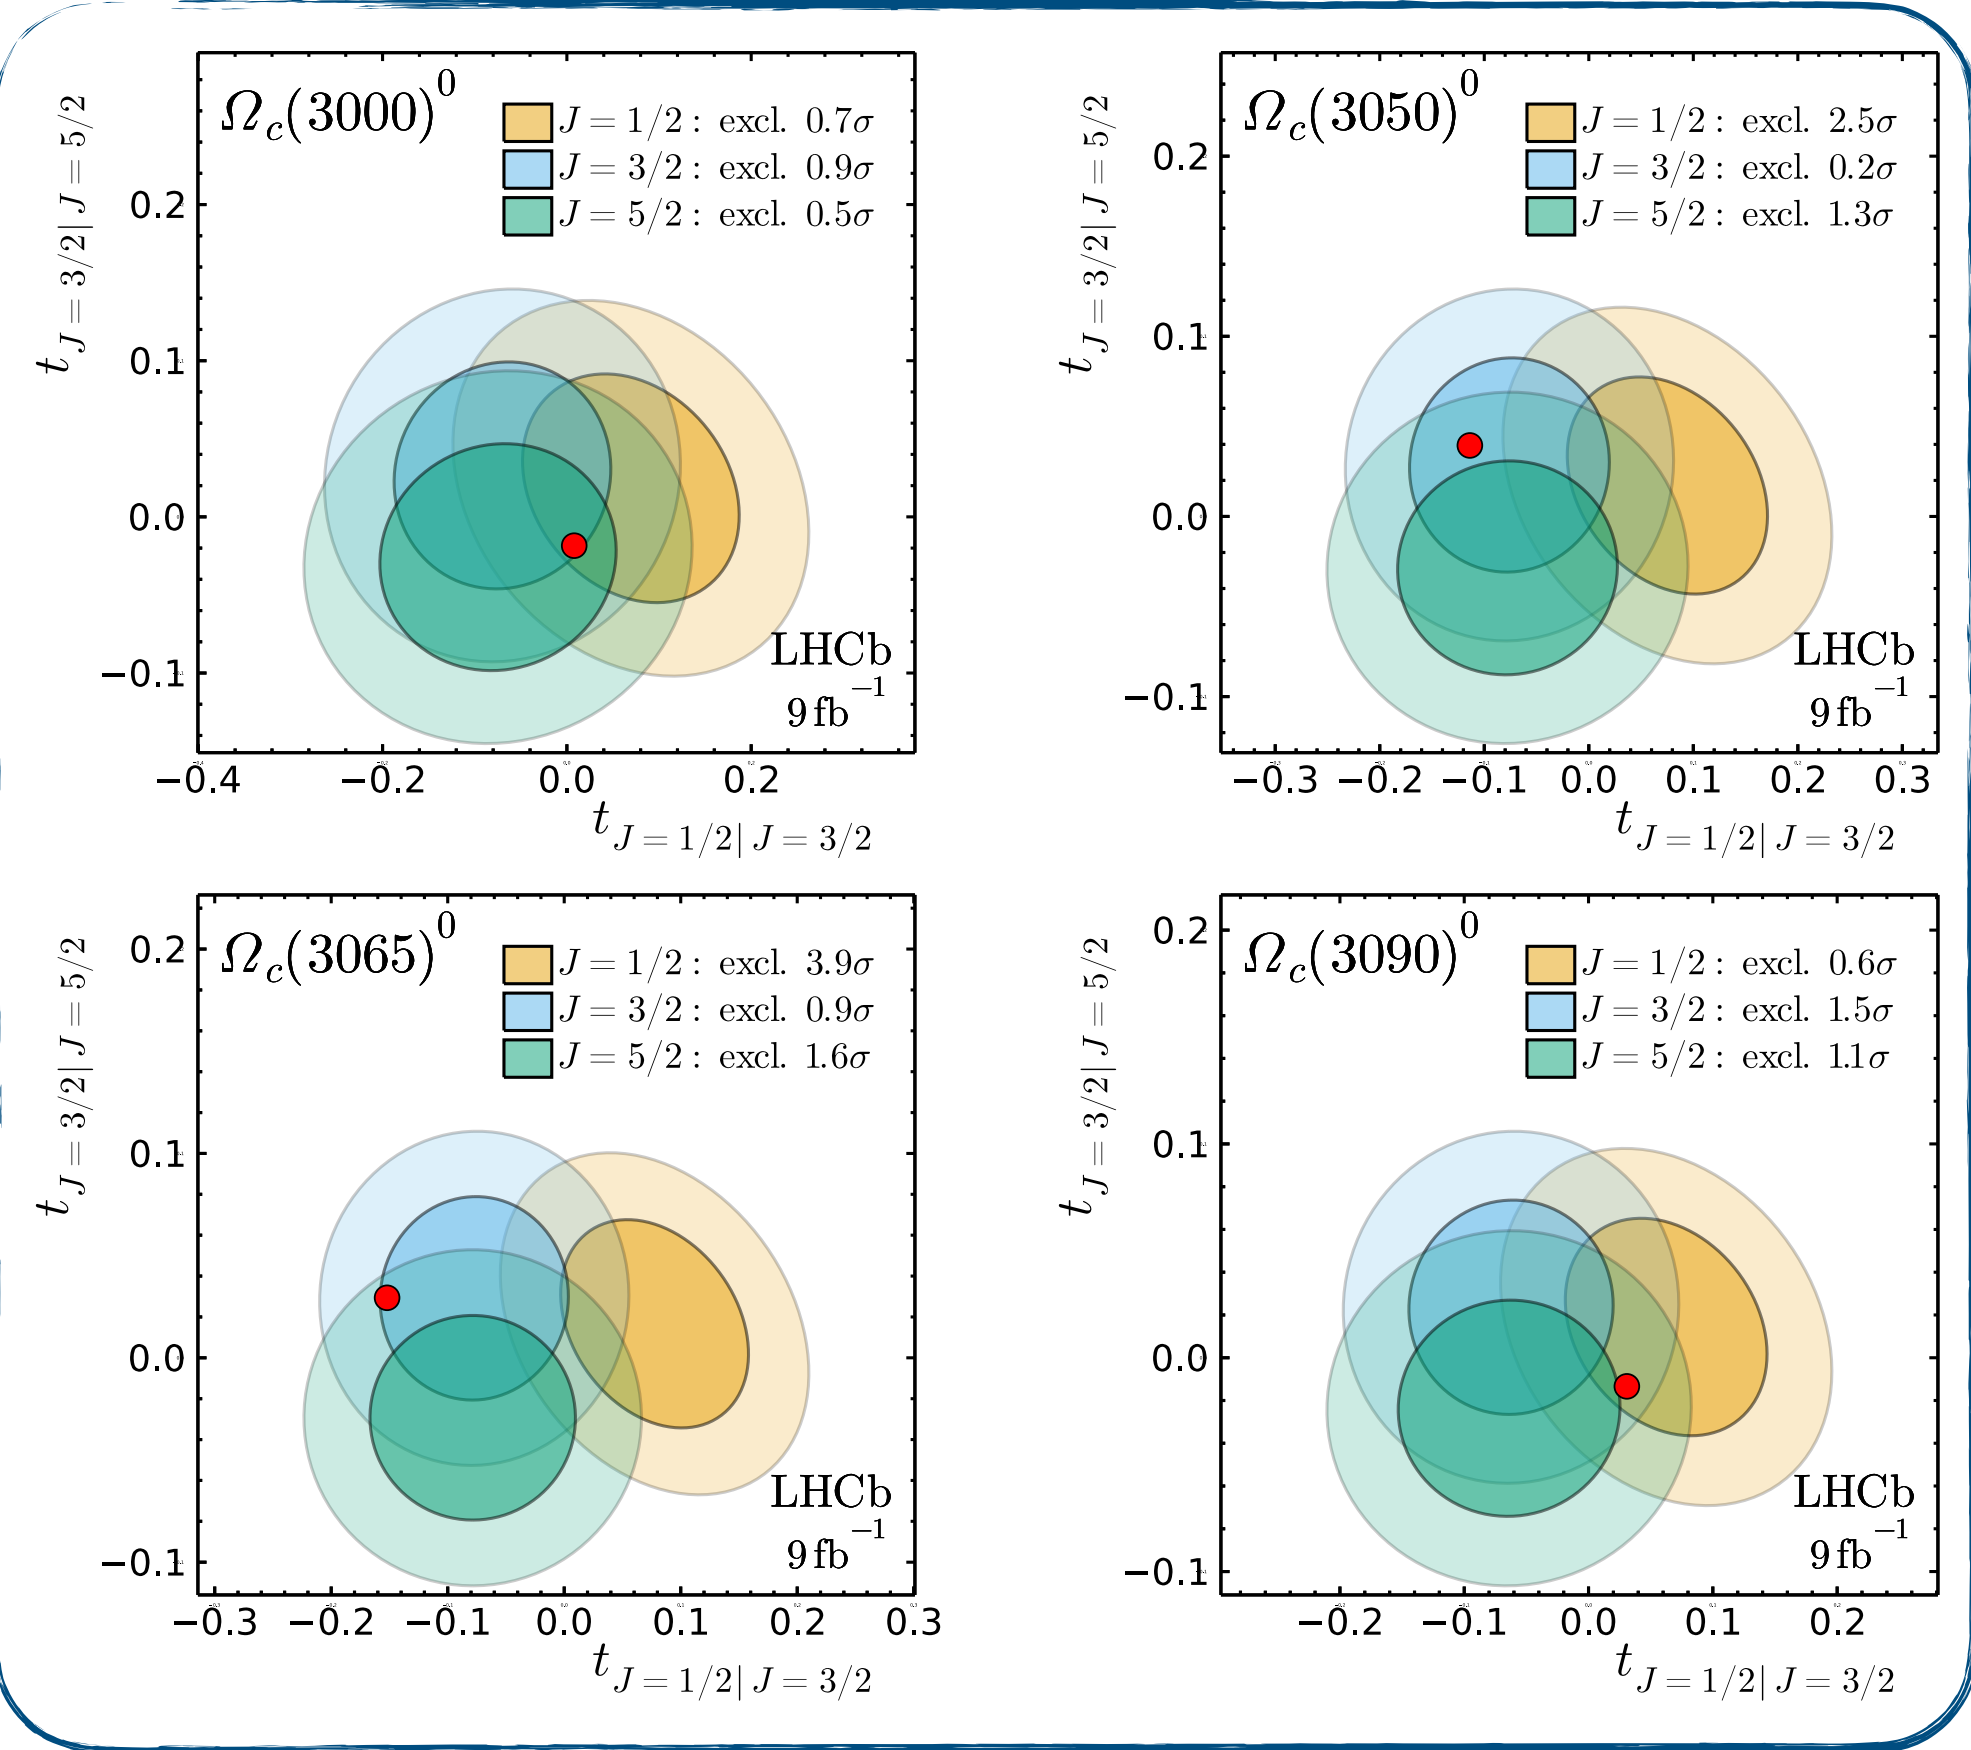 Ω_c(3000)^0
J = 1/2 : excl. 0.7σ
J = 3/2 : excl. 0.9σ
J = 5/2 : excl. 0.5σ
t_{J = 3/2| J = 5/2}
0.2
0.1
0.0
−0.1
LHCb
9 fb^{−1}
−0.4 −0.2 0.0 0.2
t_{J = 1/2| J = 3/2}
Ω_c(3050)^0
J = 1/2 : excl. 2.5σ
J = 3/2 : excl. 0.2σ
J = 5/2 : excl. 1.3σ
t_{J = 3/2| J = 5/2}
0.2
0.1
0.0
−0.1
LHCb
9 fb^{−1}
−0.3 −0.2 −0.1 0.0 0.1 0.2 0.3
t_{J = 1/2| J = 3/2}
Ω_c(3065)^0
J = 1/2 : excl. 3.9σ
J = 3/2 : excl. 0.9σ
J = 5/2 : excl. 1.6σ
t_{J = 3/2| J = 5/2}
0.2
0.1
0.0
−0.1
LHCb
9 fb^{−1}
−0.3 −0.2 −0.1 0.0 0.1 0.2 0.3
t_{J = 1/2| J = 3/2}
Ω_c(3090)^0
J = 1/2 : excl. 0.6σ
J = 3/2 : excl. 1.5σ
J = 5/2 : excl. 1.1σ
t_{J = 3/2| J = 5/2}
0.2
0.1
0.0
−0.1
LHCb
9 fb^{−1}
−0.2 −0.1 0.0 0.1 0.2
t_{J = 1/2| J = 3/2}